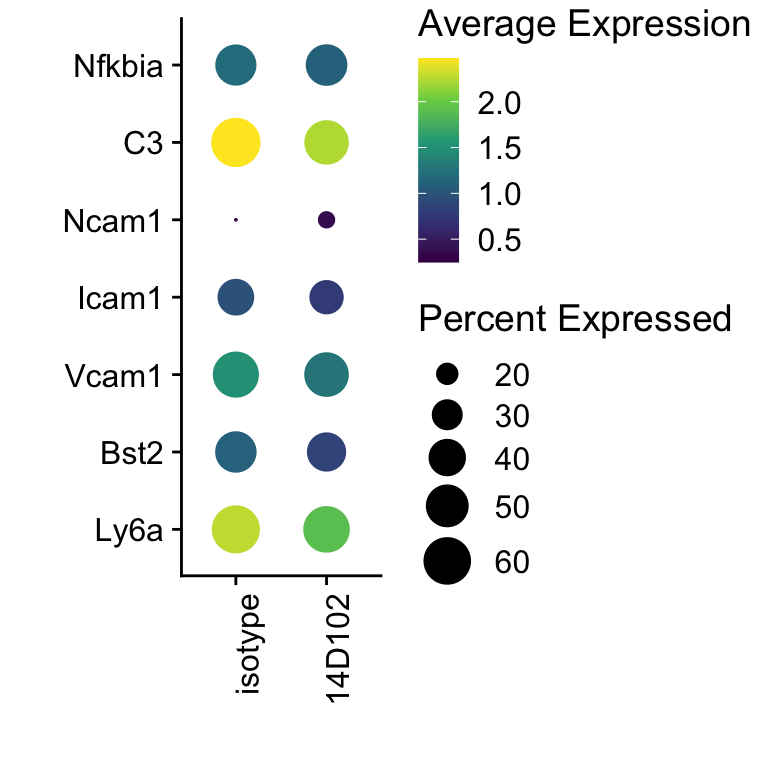 Nfkbia
C3
Ncam1
Icam1
Vcam1
Bst2
Ly6a
isotype
14D102
Average Expression
2.0
1.5
1.0
0.5
Percent Expressed
20
30
40
50
60